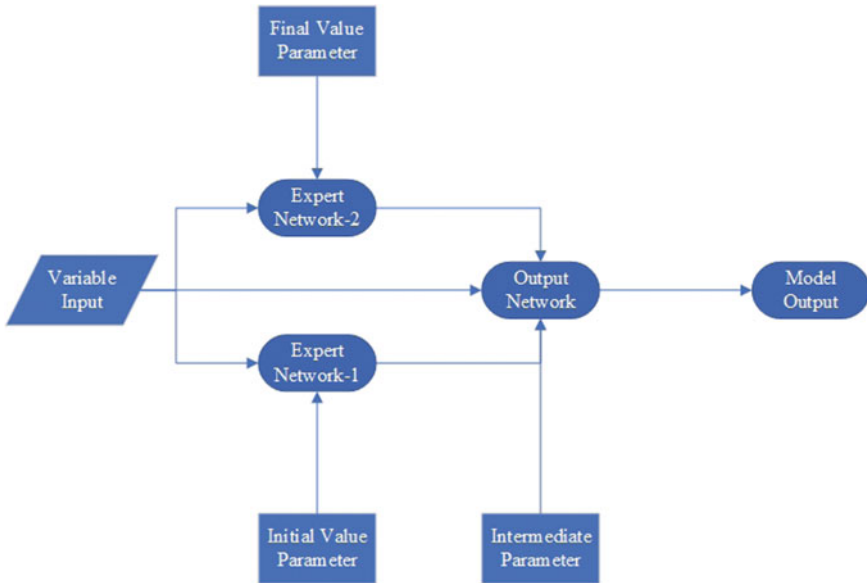 Final Value
Parameter
Expert
Network-2
Variable
Input
Output
Network
Model
Output
Expert
Network-1
Initial Value
Parameter
Intermediate
Parameter